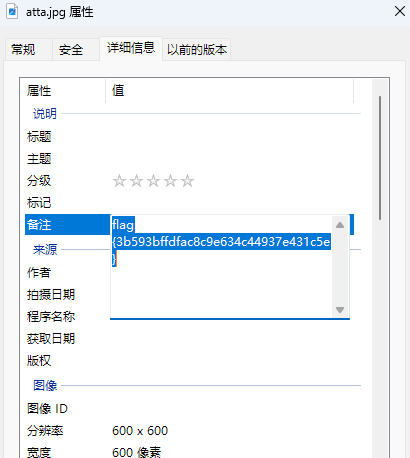 atta.jpg 属性
常规 安全 详细信息 以前的版本
属性 值
说明
标题
主题
分级 ☆☆☆☆☆
标记
备注 flag
{3b593bffdfac8c9e634c44937e431c5e
}
来源
作者
拍摄日期
程序名称
获取日期
版权
图像
图像 ID
分辨率 600 x 600
宽度 600 像素